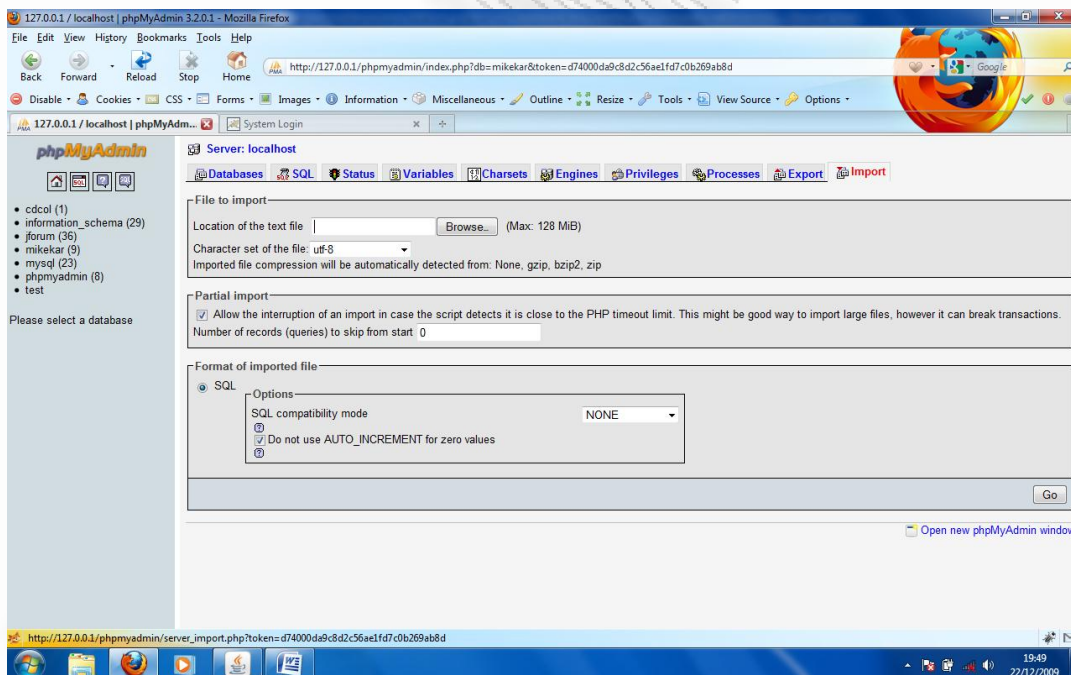 127.0.0.1 / localhost | phpMyAdmin 3.2.0.1 - Mozilla Firefox
File Edit View History Bookmarks Tools Help
Back Forward Reload Stop Home http://127.0.0.1/phpmyadmin/index.php?db=mikekar&token=d74000da9c8d2c56ae1fd7c0b269ab8d Google
Disable Cookies CSS Forms Images Information Miscellaneous Outline Resize Tools View Source Options
127.0.0.1 / localhost | phpMyAdm... System Login
phpMyAdmin
cdcol (1)
information_schema (29)
jforum (36)
mikekar (9)
mysql (23)
phpmyadmin (8)
test
Please select a database
Server: localhost
Databases SQL Status Variables Charsets Engines Privileges Processes Export Import
File to import
Location of the text file Browse... (Max: 128 MiB)
Character set of the file: utf-8
Imported file compression will be automatically detected from: None, gzip, bzip2, zip
Partial import
Allow the interruption of an import in case the script detects it is close to the PHP timeout limit. This might be good way to import large files, however it can break transactions.
Number of records (queries) to skip from start 0
Format of imported file
SQL
Options
SQL compatibility mode NONE
Do not use AUTO_INCREMENT for zero values
Go
Open new phpMyAdmin window
http://127.0.0.1/phpmyadmin/server_import.php?token=d74000da9c8d2c56ae1fd7c0b269ab8d
19:49
22/12/2009